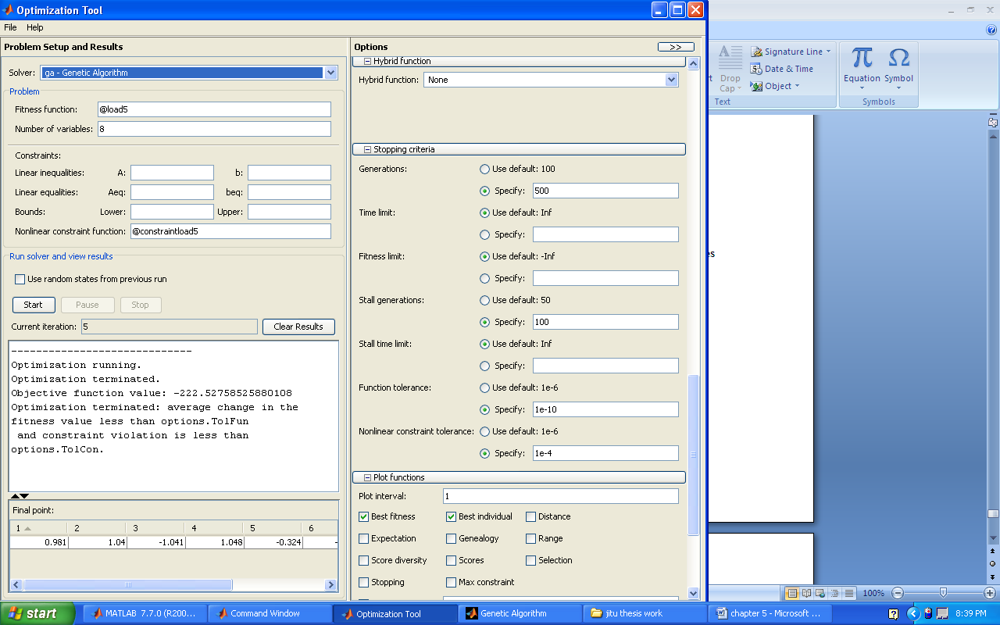 Optimization Tool
File Help
Problem Setup and Results
Solver: ga - Genetic Algorithm
Problem
Fitness function: @load5
Number of variables: 8
Constraints:
Linear inequalities: A: b:
Linear equalities: Aeq: beq:
Bounds: Lower: Upper:
Nonlinear constraint function: @constraintload5
Run solver and view results
Use random states from previous run
Start Pause Stop
Current iteration: 5 Clear Results
-----------------------------
Optimization running.
Optimization terminated.
Objective function value: -222.52758525880108
Optimization terminated: average change in the
fitness value less than options.TolFun
and constraint violation is less than
options.TolCon.
Final point:
1 2 3 4 5 6
0.981 1.04 -1.041 1.048 -0.324 -
Options >>
Hybrid function
Hybrid function: None
Stopping criteria
Generations: Use default: 100
Specify: 500
Time limit: Use default: Inf
Specify:
Fitness limit: Use default: -Inf
Specify:
Stall generations: Use default: 50
Specify: 100
Stall time limit: Use default: Inf
Specify:
Function tolerance: Use default: 1e-6
Specify: 1e-10
Nonlinear constraint tolerance: Use default: 1e-6
Specify: 1e-4
Plot functions
Plot interval: 1
Best fitness Best individual Distance
Expectation Genealogy Range
Score diversity Scores Selection
Stopping Max constraint
Drop
Cap
Signature Line
Date & Time
Object
Text
π Ω
Equation Symbol
Symbols
es
100%
start MATLAB 7.7.0 (R200... Command Window Optimization Tool Genetic Algorithm jitu thesis work chapter 5 - Microsoft ... 8:39 PM